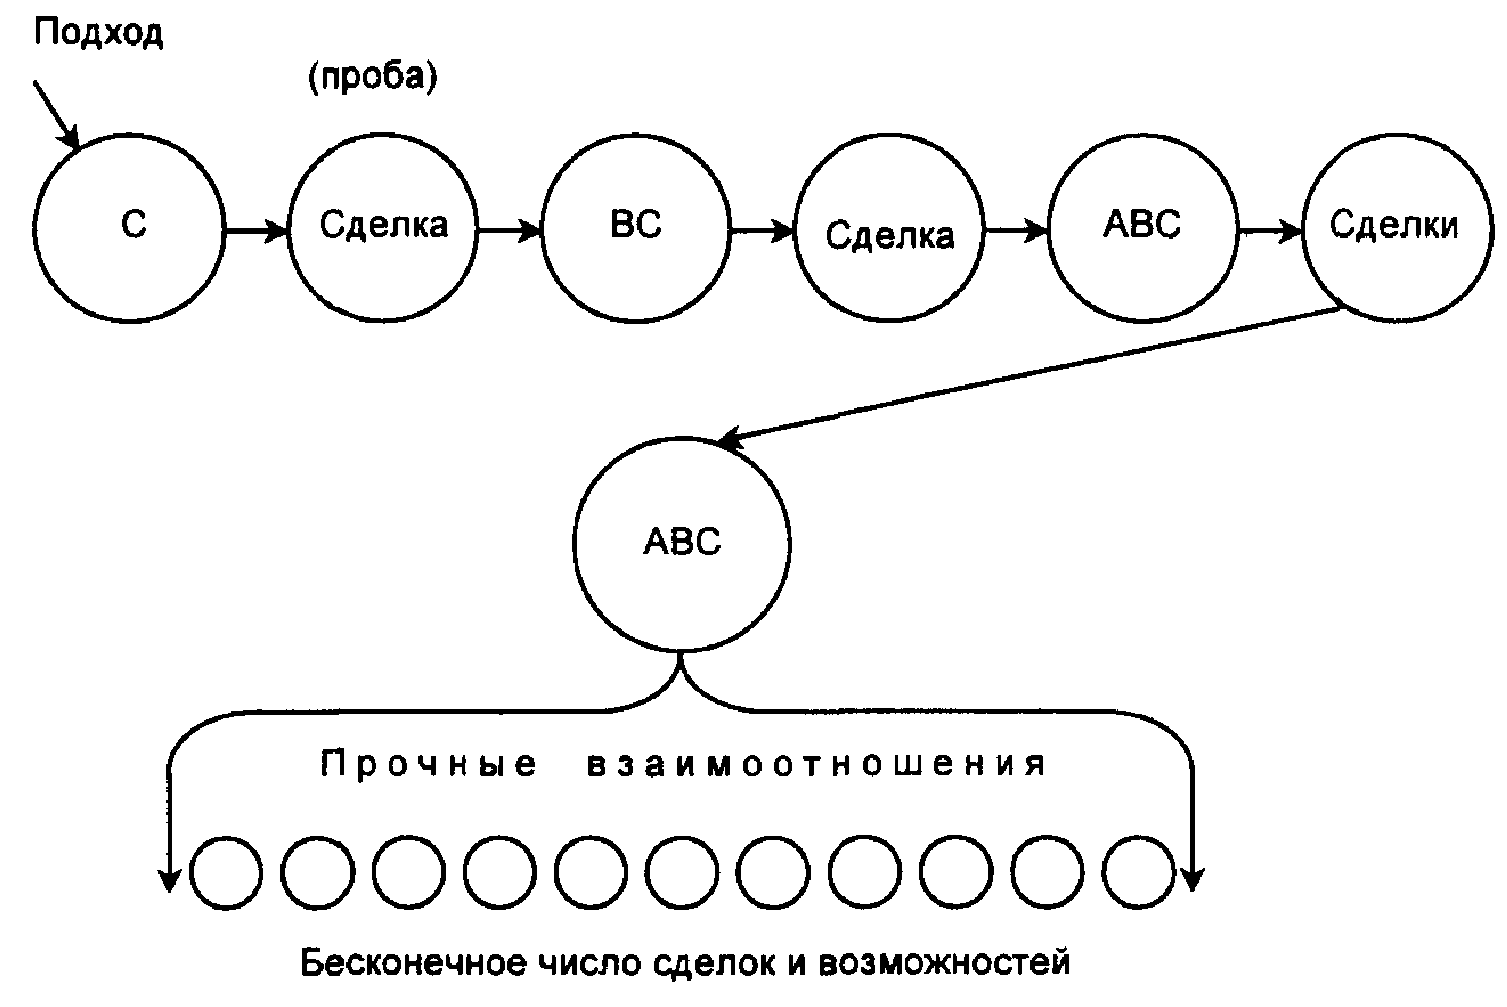 Подход
(проба)
С
Сделка
ВС
Сделка
АВС
Сделки
АВС
Прочные взаимоотношения
Бесконечное число сделок и возможностей